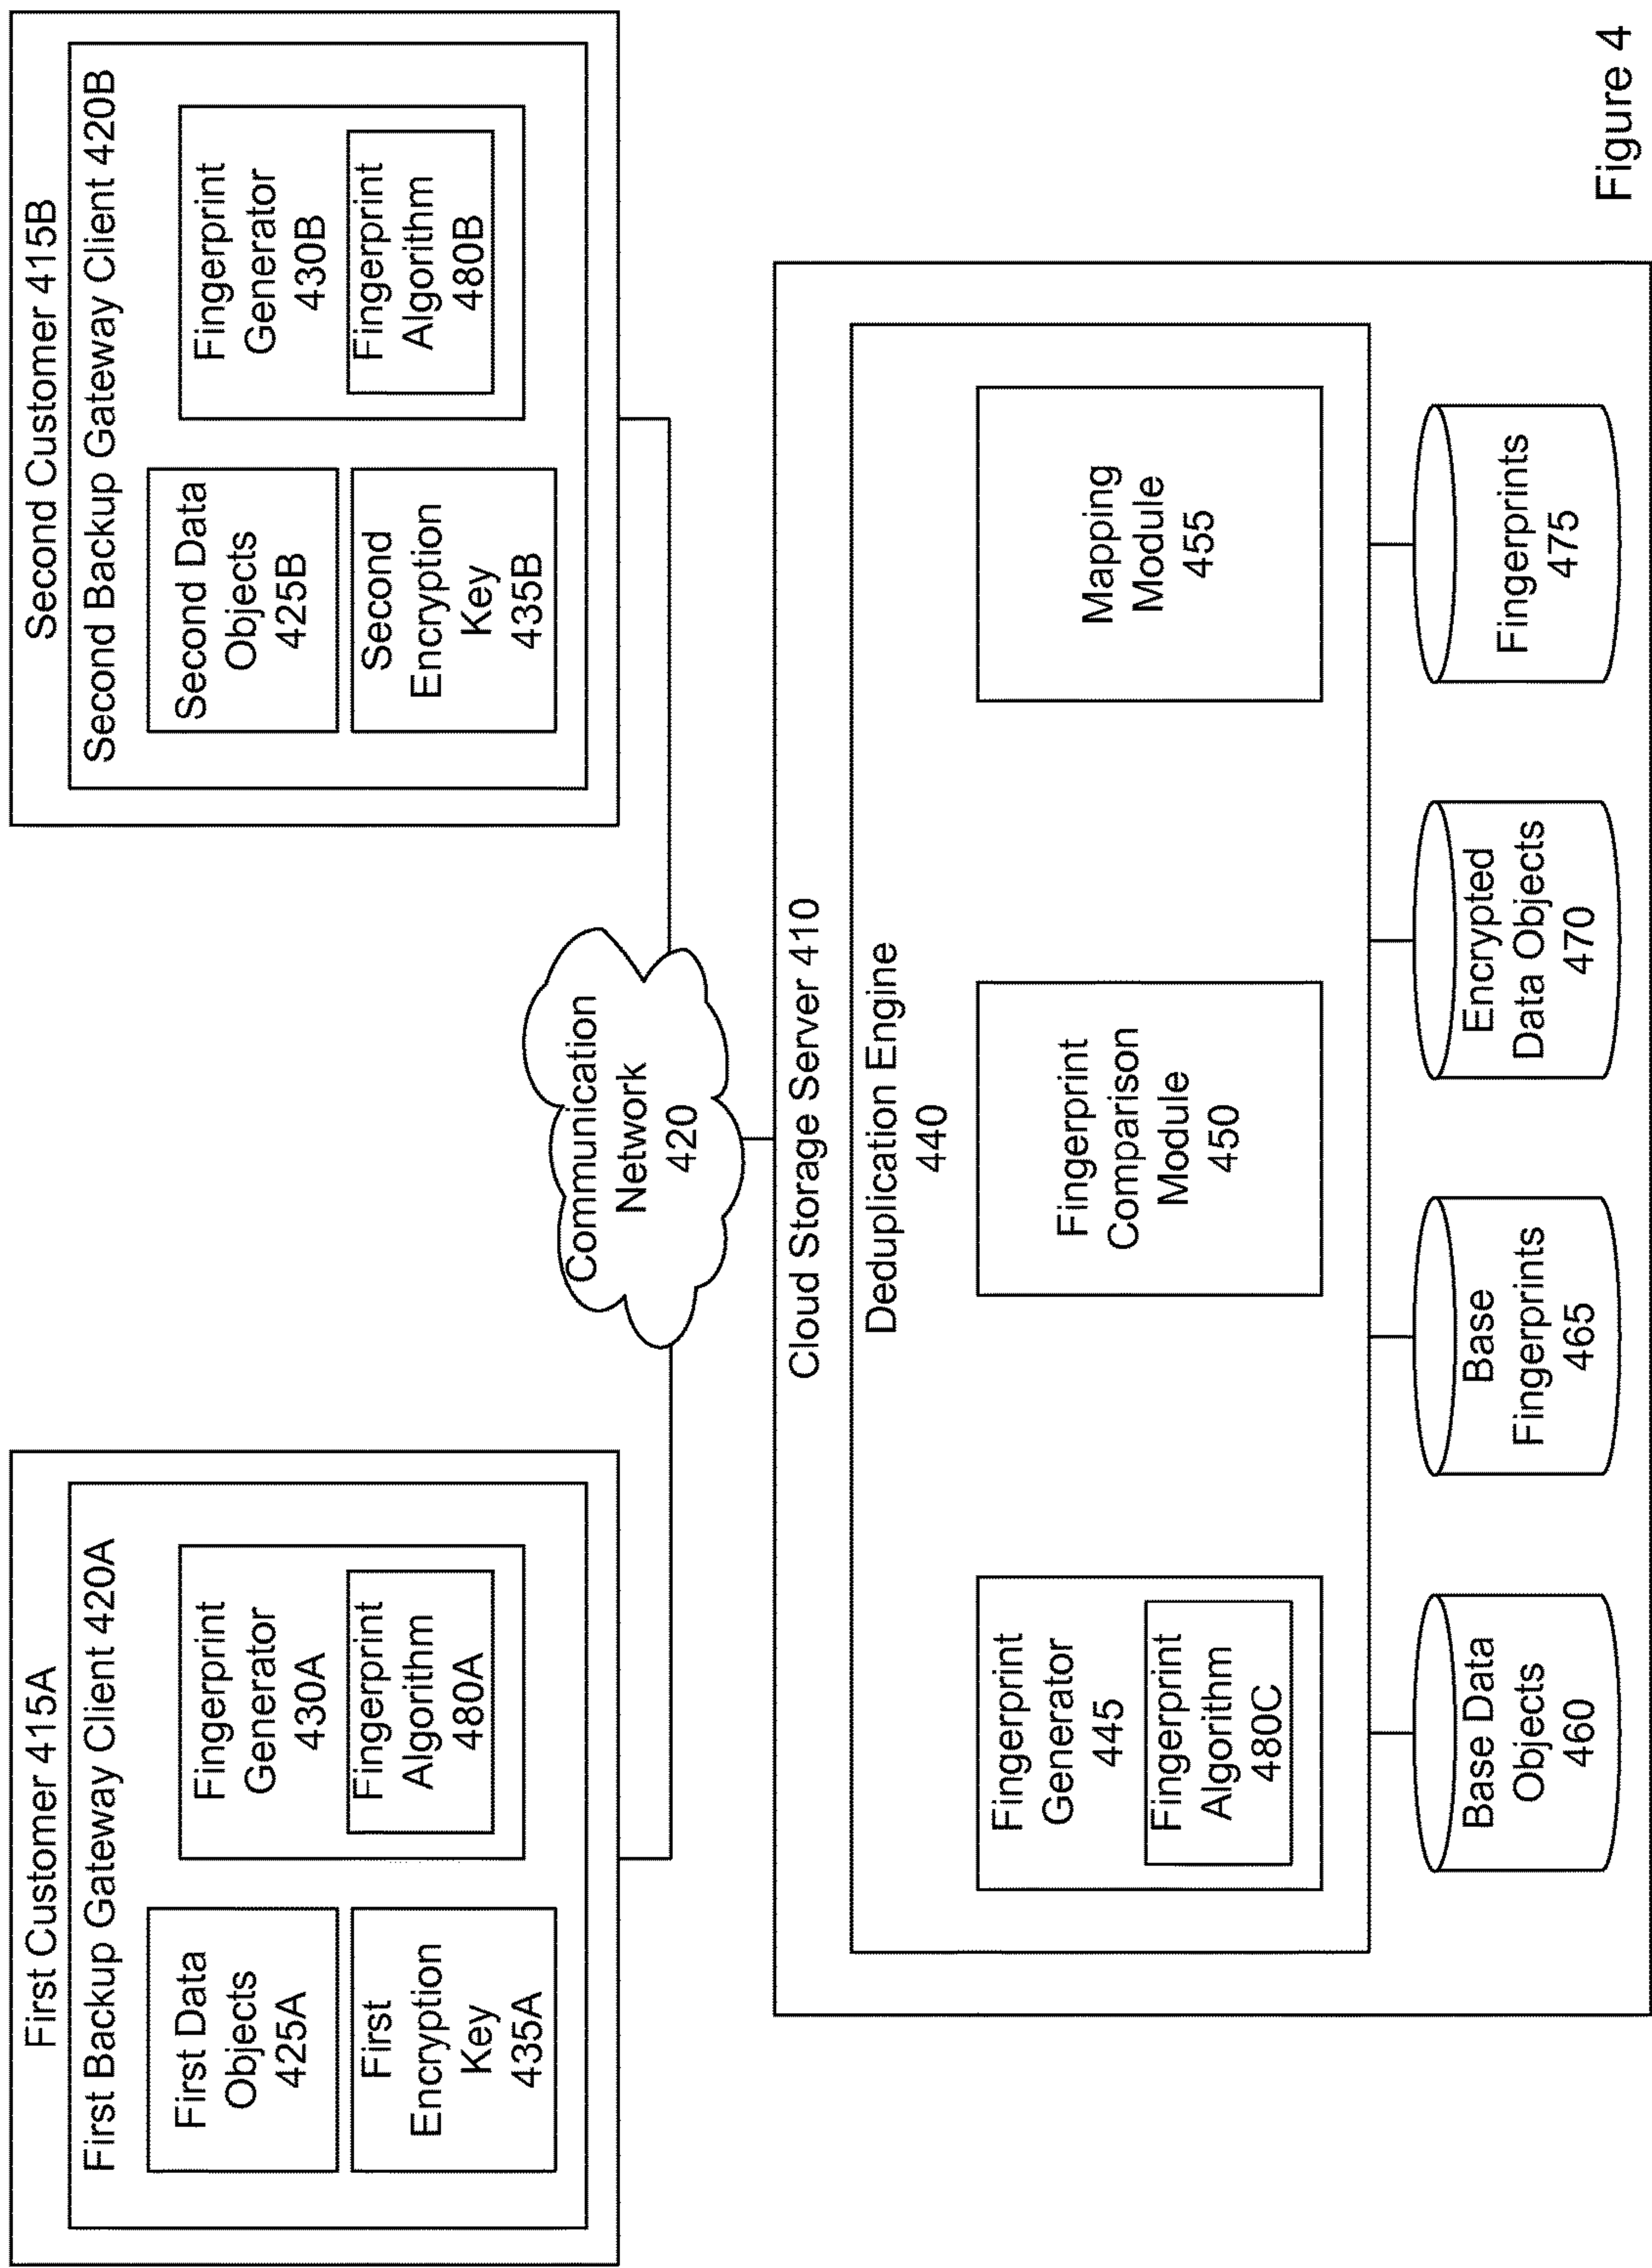 First Customer 415A
First Backup Gateway Client 420A
First Data
Objects
425A
First
Encryption
Key
435A
Fingerprint
Generator
430A
Fingerprint
Algorithm
480A
Second Customer 415B
Second Backup Gateway Client 420B
Second Data
Objects
425B
Second
Encryption
Key
435B
Fingerprint
Generator
430B
Fingerprint
Algorithm
480B
Communication
Network
420
Cloud Storage Server 410
Deduplication Engine
440
Fingerprint
Generator
445
Fingerprint
Algorithm
480C
Fingerprint
Comparison
Module
450
Mapping
Module
455
Base Data
Objects
460
Base
Fingerprints
465
Encrypted
Data Objects
470
Fingerprints
475
Figure 4